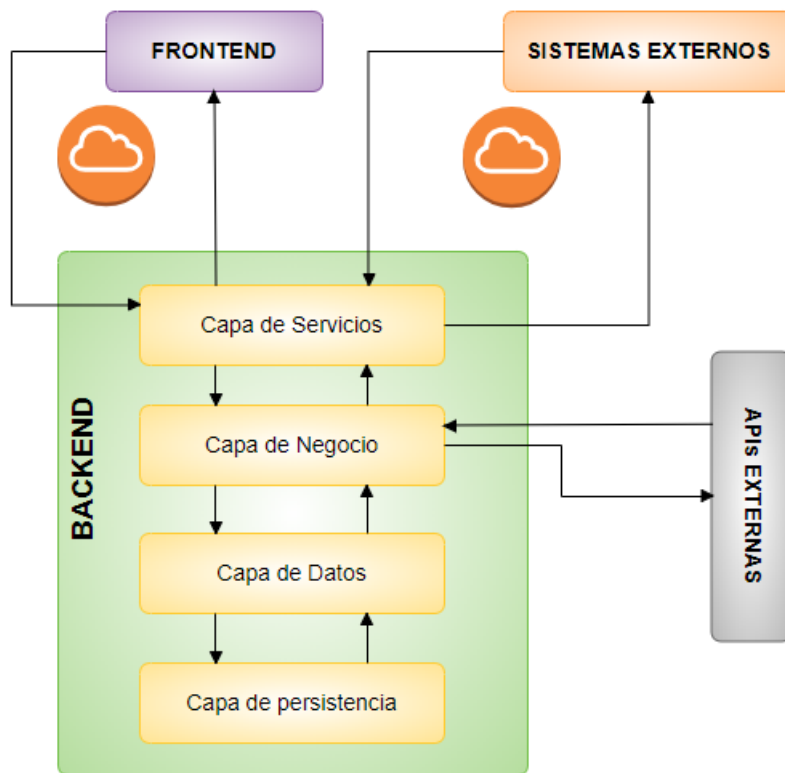 FRONTEND
SISTEMAS EXTERNOS
BACKEND
Capa de Servicios
Capa de Negocio
Capa de Datos
Capa de persistencia
APIs EXTERNAS